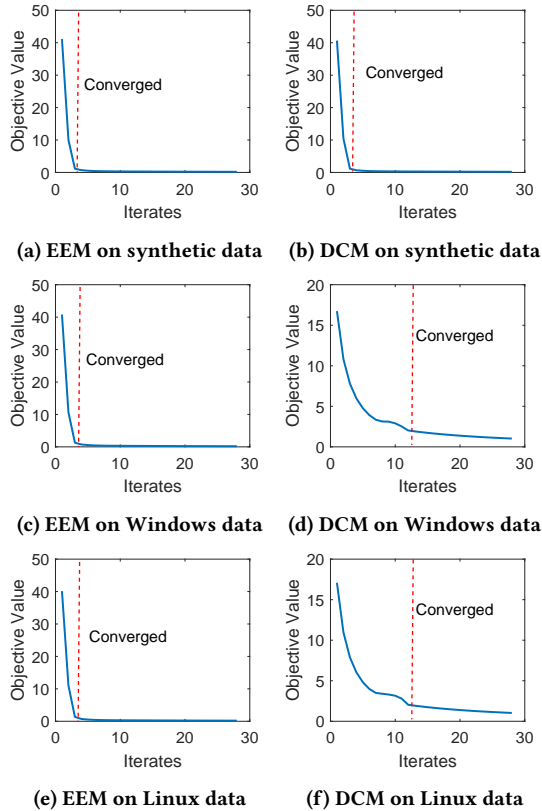 50
40
30
20
10
0
0 10 20 30
Objective Value
Converged
Iterates
(a) EEM on synthetic data
50
40
30
20
10
0
0 10 20 30
Objective Value
Converged
Iterates
(b) DCM on synthetic data
50
40
30
20
10
0
0 10 20 30
Objective Value
Converged
Iterates
(c) EEM on Windows data
20
15
10
5
0
0 10 20 30
Objective Value
Converged
Iterates
(d) DCM on Windows data
50
40
30
20
10
0
0 10 20 30
Objective Value
Converged
Iterates
(e) EEM on Linux data
20
15
10
5
0
0 10 20 30
Objective Value
Converged
Iterates
(f) DCM on Linux data